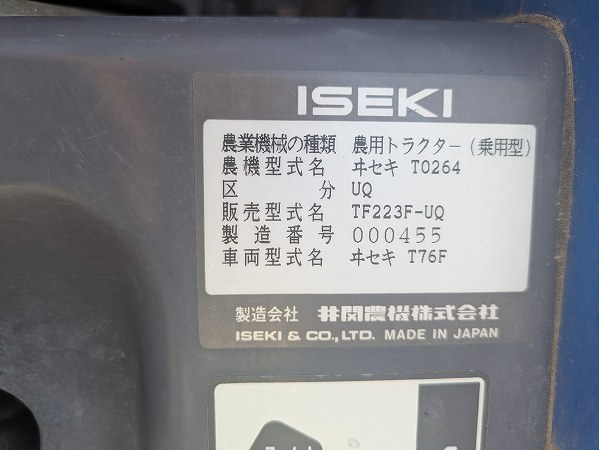 ISEKI
農業機械の種類 農用トラクター(乗用型)
農機型式名 ヰセキ TO264
区分 UQ
販売型式名 TF223F-UQ
製造番号 000455
車両型式名 ヰセキ T76F
製造会社 井関農機株式会社
ISEKI & CO.,LTD. MADE IN JAPAN